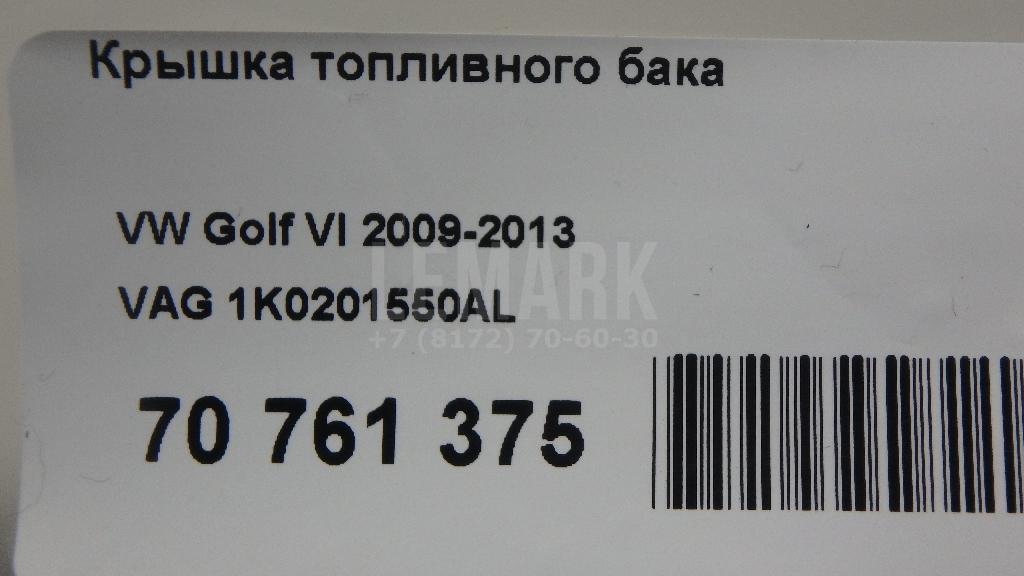 Крышка топливного бака
VW Golf VI 2009-2013
VAG 1K0201550AL
LEMARK
+7 (8172) 70-60-30
70 761 375